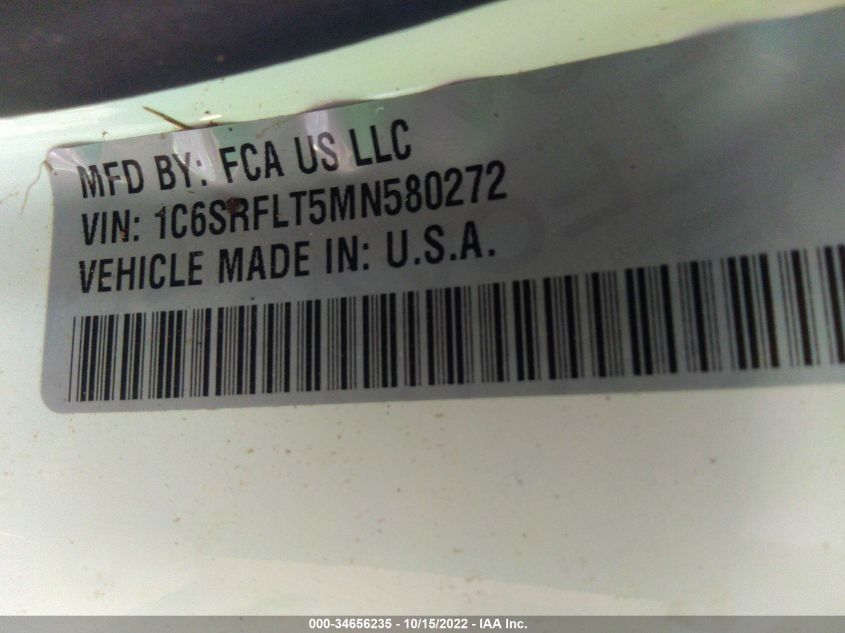 MFD BY: FCA US LLC
VIN: 1C6SRFLT5MN580272
VEHICLE MADE IN: U.S.A.
000-34656235 - 10/15/2022 - IAA Inc.